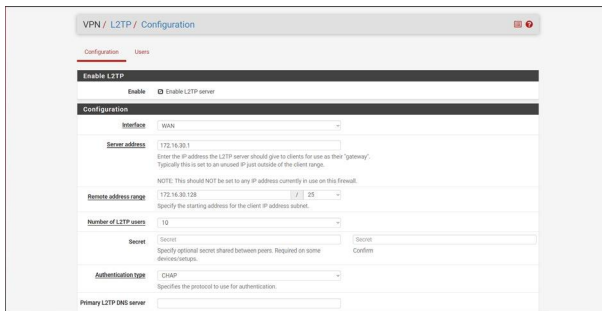 VPN / L2TP / Configuration
Configuration Users
Enable L2TP
Enable Enable L2TP server
Configuration
Interface WAN
Server address 172.16.30.1
Enter the IP address the L2TP server should give to clients for use as their "gateway".
Typically this is set to an unused IP just outside of the client range.
NOTE: This should NOT be set to any IP address currently in use on this firewall.
Remote address range 172.16.30.128 / 25
Specify the starting address for the client IP address subnet.
Number of L2TP users 10
Secret Secret Secret
Specify optional secret shared between peers. Required on some Confirm
devices/setups.
Authentication type CHAP
Specifies the protocol to use for authentication.
Primary L2TP DNS server